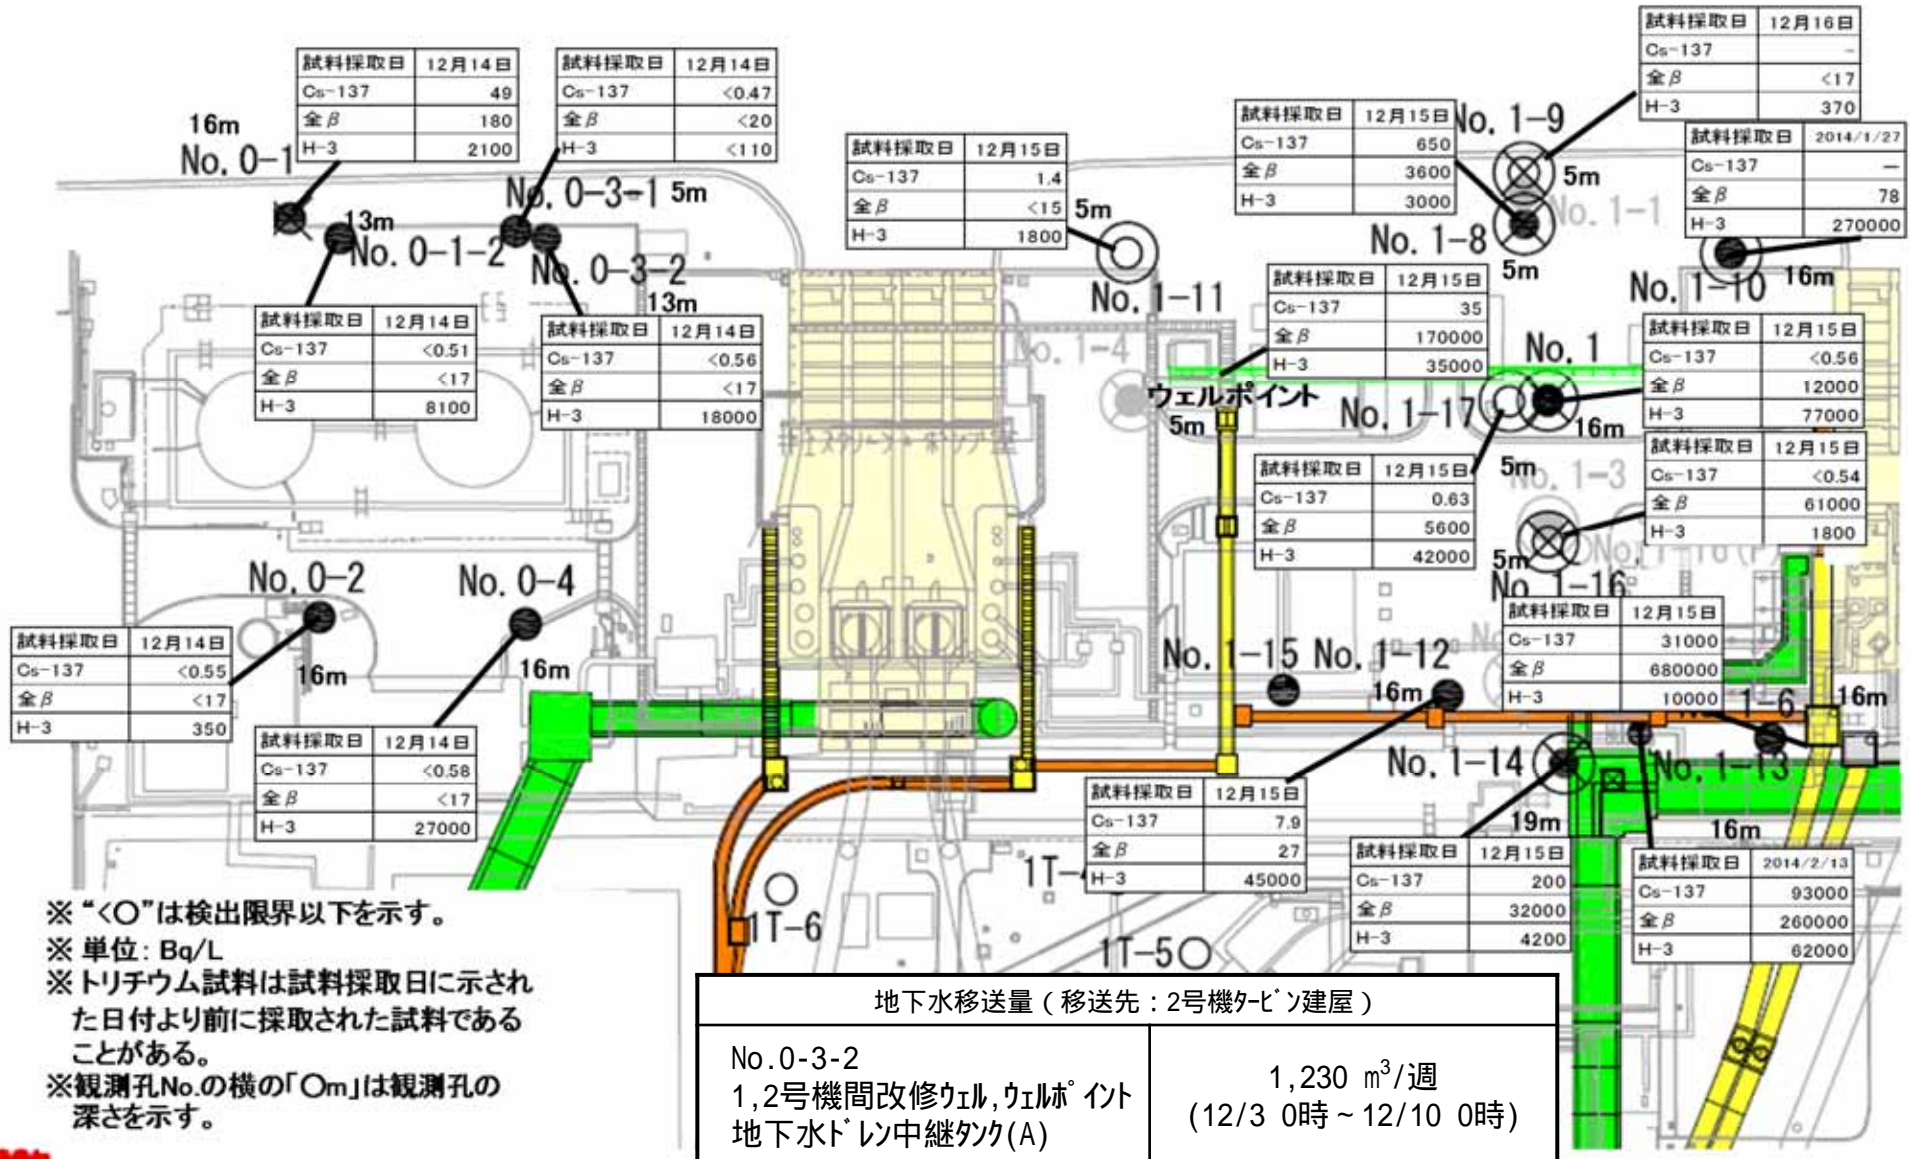 試料採取日 12月14日
Cs-137 49
全β 180
H-3 2100
試料採取日 12月14日
Cs-137 <0.47
全β <20
H-3 <110
試料採取日 12月15日
Cs-137 1.4
全β <15
H-3 1800
試料採取日 12月15日
Cs-137 650
全β 3600
H-3 3000
試料採取日 12月16日
Cs-137 -
全β <17
H-3 370
試料採取日 2014/1/27
Cs-137 —
全β 78
H-3 270000
16m
No. 0-1
13m
No. 0-1-2
No. 0-3-1 5m
No. 0-3-2
13m
5m
No. 1-11
No. 1-9
5m
No. 1-1
No. 1-8
5m
No. 1-10
16m
試料採取日 12月14日
Cs-137 <0.51
全β <17
H-3 8100
試料採取日 12月14日
Cs-137 <0.56
全β <17
H-3 18000
試料採取日 12月15日
Cs-137 35
全β 170000
H-3 35000
試料採取日 12月15日
Cs-137 <0.56
全β 12000
H-3 77000
1-4
ウェルポイント
5m
No. 1-17
No. 1
16m
5m
No. 1-3
試料採取日 12月15日
Cs-137 0.63
全β 5600
H-3 42000
試料採取日 12月15日
Cs-137 <0.54
全β 61000
H-3 1800
5m
No. 1-16
No. 0-2
16m
No. 0-4
16m
試料採取日 12月14日
Cs-137 <0.55
全β <17
H-3 350
試料採取日 12月14日
Cs-137 <0.58
全β <17
H-3 27000
No. 1-15
No. 1-12
16m
試料採取日 12月15日
Cs-137 31000
全β 680000
H-3 10000
1-6
16m
No. 1-14
19m
No. 1-13
16m
試料採取日 12月15日
Cs-137 7.9
全β 27
H-3 45000
試料採取日 12月15日
Cs-137 200
全β 32000
H-3 4200
試料採取日 2014/2/13
Cs-137 93000
全β 260000
H-3 62000
1T-6
1T-5
※ “<○”は検出限界以下を示す。
※ 単位: Bq/L
※ トリチウム試料は試料採取日に示され
た日付より前に採取された試料である
ことがある。
※観測孔No.の横の「○m」は観測孔の
深さを示す。
地下水移送量(移送先:2号機ﾀｰﾋﾞﾝ建屋)
No.0-3-2
1,2号機間改修ｳｪﾙ,ｳｪﾙﾎﾟｲﾝﾄ
地下水ﾄﾞﾚﾝ中継ﾀﾝｸ(A)
1,230 m³/週
(12/3 0時~12/10 0時)